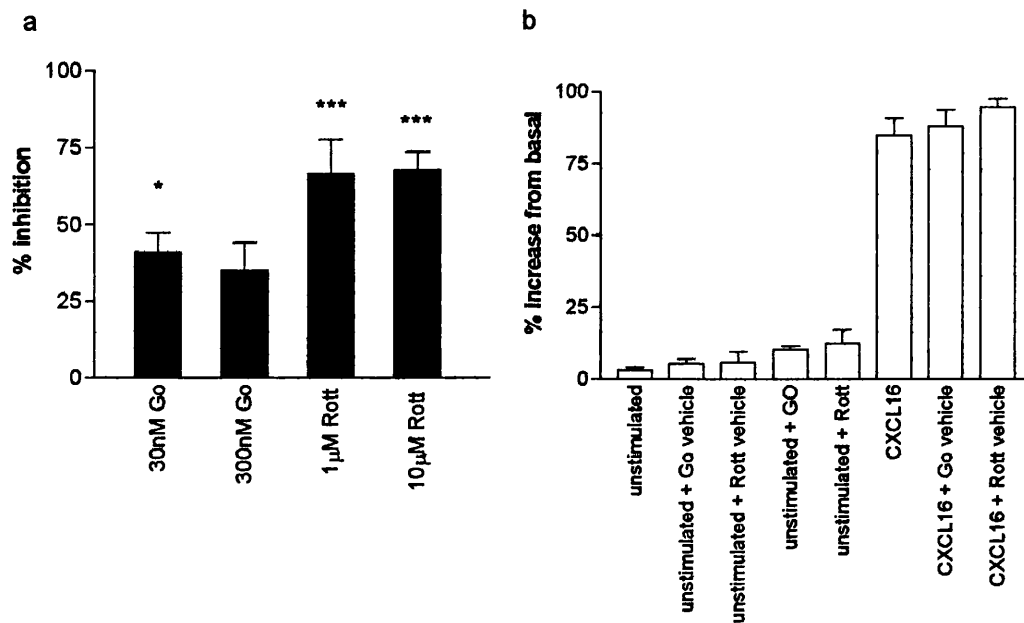 a
% inhibition
100
75
50
25
0
*
***
***
30nM Go
300nM Go
1μM Rott
10μM Rott
b
% increase from basal
100
75
50
25
0
unstimulated
unstimulated + Go vehicle
unstimulated + Rott vehicle
unstimulated + GO
unstimulated + Rott
CXCL16
CXCL16 + Go vehicle
CXCL16 + Rott vehicle